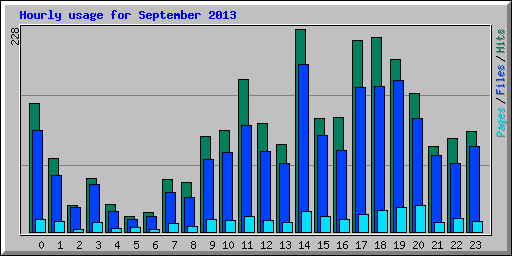 Hourly usage for September 2013
228
Pages / Files / Hits
0 1 2 3 4 5 6 7 8 9 10 11 12 13 14 15 16 17 18 19 20 21 22 23